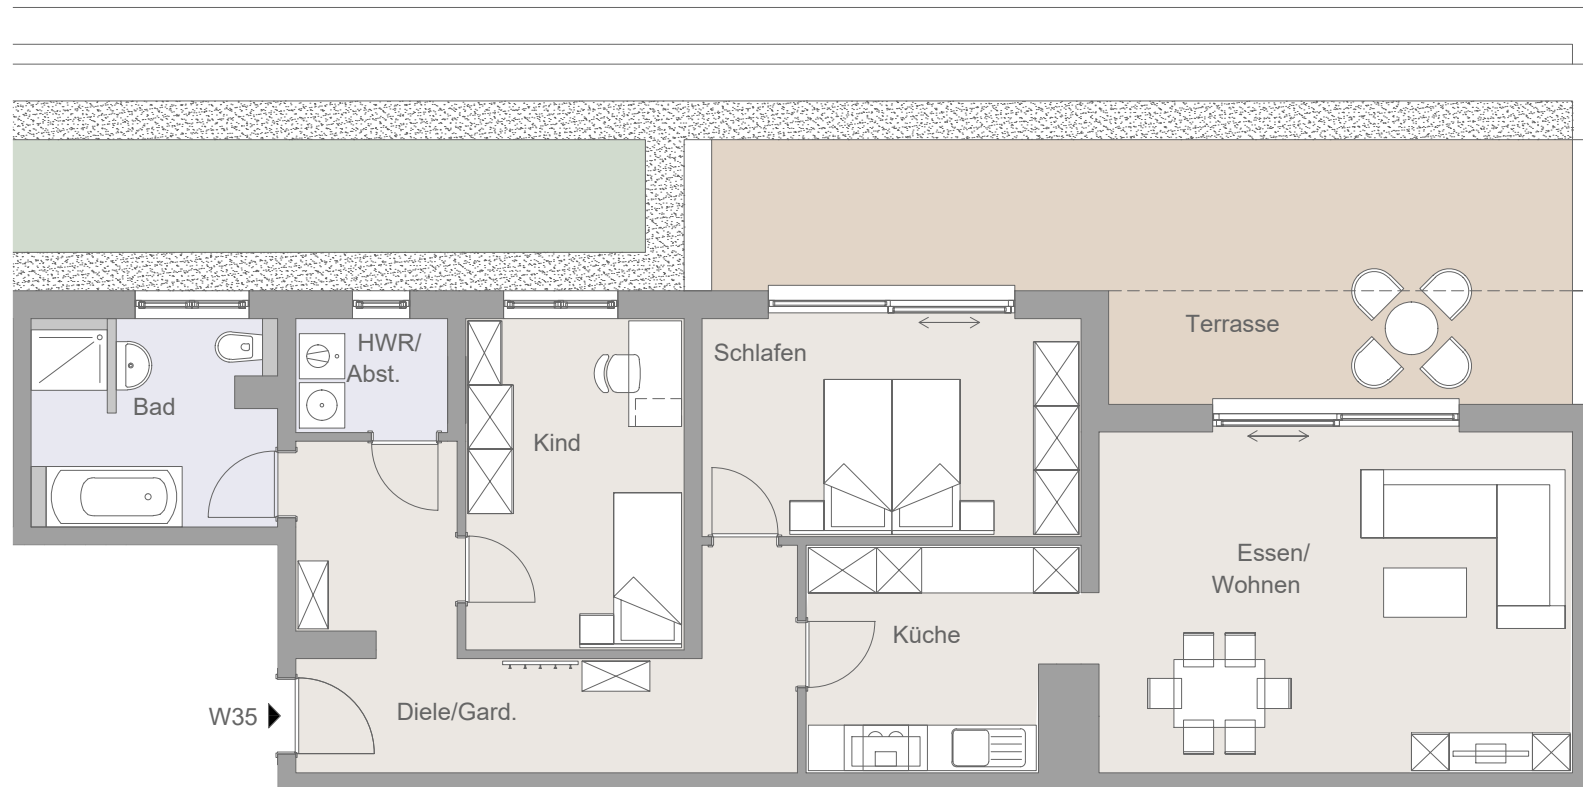 HWR/
Abst.
Bad
Kind
Schlafen
Terrasse
Essen/
Wohnen
Küche
Diele/Gard.
W35